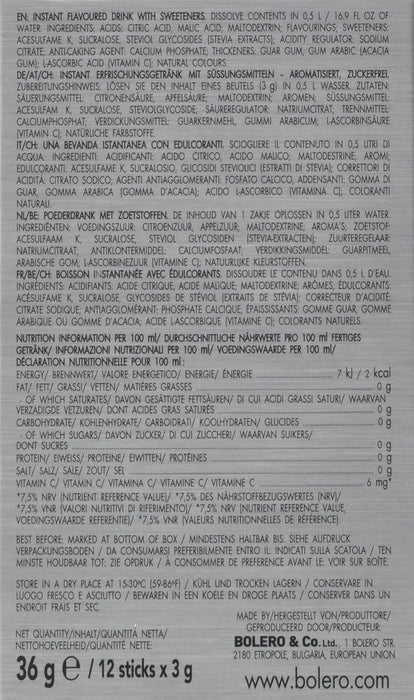 EN: INSTANT FLAVOURED DRINK WITH SWEETENERS. DISSOLVE CONTENTS IN 0,5 L / 16.9 FL OZ OF
WATER. INGREDIENTS: ACIDS: CITRIC ACID, MALIC ACID; MALTODEXTRIN; FLAVOURINGS, SWEETENERS:
ACESULFAME K, SUCRALOSE, STEVIOL GLYCOSIDES (STEVIA EXTRACTS); ACIDITY REGULATOR: SODIUM
CITRATE; ANTI-CAKING AGENT: CALCIUM PHOSPHATE; THICKENERS: GUAR GUM, GUM ARABIC (ACACIA
GUM); L-ASCORBIC ACID (VITAMIN C); NATURAL COLOURS.
DE/AT/CH: INSTANT ERFRISCHUNGSGETRÄNK MIT SÜSSUNGSMITTELN - AROMATISIERT, ZUCKERFREI.
ZUBEREITUNGSHINWEIS: LÖSEN SIE DEN INHALT EINES BEUTELS (3 g) IN 0,5 L WASSER. ZUTATEN:
SÄUERUNGSMITTEL: CITRONENSÄURE, APFELSÄURE; MALTODEXTRIN; AROMEN; SÜSSUNGSMITTEL:
ACESULFAM K, SUCRALOSE, STEVIOLGLYCOSIDE; SÄUREREGULATOR: NATRIUMCITRAT; TRENNMITTEL:
CALCIUMPHOSPHAT; VERDICKUNGSMITTEL: GUARKERNMEHL, GUMMI ARABICUM; L-ASCORBINSÄURE
(VITAMIN C); NATÜRLICHE FARBSTOFFE.
IT/CH: UNA BEVANDA ISTANTANEA CON EDULCORANTI. SCIOGLIERE IL CONTENUTO IN 0,5 LITRI DI
ACQUA. INGREDIENTI: ACIDIFICANTI: ACIDO CITRICO, ACIDO MALICO; MALTODESTRINE; AROMI;
EDULCORANTI: ACESULFAME K, SUCRALOSIO, GLICOSIDI STEVIOLICI (ESTRATTI DI STEVIA); CORRETTORI DI
ACIDITÀ: CITRATO SODICO; AGENTI ANTIAGGLOMERANTI: FOSFATO CALCICO, ADDENSANTI: GOMMA DI
GUAR, GOMMA ARABICA (GOMMA D'ACACIA); ACIDO L-ASCORBICO (VITAMINA C); COLORANTI
NATURALI.
NL/BE: POEDERDRANK MET ZOETSTOFFEN. DE INHOUD VAN 1 ZAKJE OPLOSSEN IN 0,5 LITER WATER.
INGREDIËNTEN: VOEDINGSZUUR: CITROENZUUR, APPELZUUR; MALTODEXTRINE; AROMA'S, ZOETSTOF:
ACESULFAAM K, SUCRALOSE, STEVIOL GLYCOSIDEN (STEVIA-EXTRACTEN); ZUURTEREGELAAR:
NATRIUMCITRAAT; ANTIKLONTERMIDDEL: CALCIUMFOSFAAT; VERDIKKINGSMIDDEL: GUARPITMEEL,
ARABISCHE GOM; L-ASCORBINEZUUR (VITAMINE C); NATUURLIJKE KLEURSTOFFEN.
FR/BE/CH: BOISSON INSTANTANÉE AVEC ÉDULCORANTS. DISSOUDRE LE CONTENU DANS 0,5 L D'EAU.
INGRÉDIENTS: ACIDIFIANTS: ACIDE CITRIQUE, ACIDE MALIQUE; MALTODEXTRINE; ARÔMES; ÉDULCORANTS:
ACÉSULFAME K, SUCRALOSE, GLYCOSIDES DE STÉVIOL (EXTRAITS DE STÉVIA); CORRECTEUR D'ACIDITÉ:
CITRATE SODIQUE, ANTIAGGLOMÉRANT: PHOSPHATE CALCIQUE, ÉPAISSISSANTS: GOMME GUAR, GOMME
ARABIQUE OU GOMME D'ACACIA; ACIDE L-ASCORBIQUE (VITAMINE C); COLORANTS NATURELS.
NUTRITION INFORMATION PER 100 ml/ DURCHSCHNITTLICHE NÄHRWERTE PRO 100 ml FERTIGES
GETRÄNK/ INFORMAZIONI NUTRIZIONALI PER 100 ml/ VOEDINGSWAARDE PER 100 ml/
DÉCLARATION NUTRITIONNELLE POUR 100 ml :
ENERGY/ BRENNWERT/ VALORE ENERGETICO/ ENERGIE/ ÉNERGIE 7 kJ / 2 kcal
FAT/ FETT/ GRASSI/ VETTEN/ MATIÈRES GRASSES 0 g
- OF WHICH SATURATES/ DAVON GESÄTTIGTE FETTSÄUREN/ DI CUI ACIDI GRASSI SATURI/ WAARVAN
VERZADIGDE VETZUREN/ DONT ACIDES GRAS SATURÉS 0 g
CARBOHYDRATE/ KOHLENHYDRATE/ CARBOIDRATI/ KOOLHYDRATEN/ GLUCIDES 0 g
- OF WHICH SUGARS/ DAVON ZUCKER/ DI CUI ZUCCHERI/ WAARVAN SUIKERS/
DONT SUCRES 0 g
PROTEIN/ EIWEISS/ PROTEINE/ EIWITTEN/ PROTÉINES 0 g
SALT/ SALZ/ SALE/ ZOUT/ SEL 0 g
VITAMIN C/ VITAMIN C/ VITAMINA C/ VITAMINE C/ VITAMINE C 6 mg*
*7,5% NRV (NUTRIENT REFERENCE VALUE)/ *7,5% DES NÄHRSTOFFBEZUGSWERTES (NRV)/
*7,5% VNR (VALORI NUTRITIVI DI RIFERIMENTO)/ *7,5% NRV (NUTRIENT REFERENCE VALUE,
VOEDINGSWAARDE REFERENTIE)/ *7,5% VNR (VALEURS NUTRITIONNELLES DE RÉFÉRENCE).
BEST BEFORE: MARKED AT BOTTOM OF BOX / MINDESTENS HALTBAR BIS: SIEHE AUFDRUCK
VERPACKUNGSBODEN / DA CONSUMARSI PREFERIBILMENTE ENTRO IL: INDICATI SULLA SCATOLA / TEN
MINSTE HOUDBAAR TOT: ZIE OPDRUK / À CONSOMMER DE PRÉFÉRENCE AVANT LE: VOIR SUR BOÎTE.
STORE IN A DRY PLACE AT 15-30ºC (59-86ºF) / KÜHL UND TROCKEN LAGERN / CONSERVARE IN
LUOGO FRESCO E ASCIUTTO / BEWAREN IN EEN KOELE EN DROGE PLAATS / CONSERVER DANS UN
ENDROIT FRAIS ET SEC.
NET QUANTITY/INHALT/QUANTITÀ NETTA/
NETTOHOEVEELHEID/QUANTITÉ NETTE:
36 g ℮ / 12 sticks x 3 g
MADE BY/HERGESTELLT VON/PRODUTTORE/
GEPRODUCEERD DOOR/PRODUCTEUR:
BOLERO & Co.Ltd., 1 BOLERO STR.
2180 ETROPOLE, BULGARIA, EUROPEAN UNION
www.bolero.com